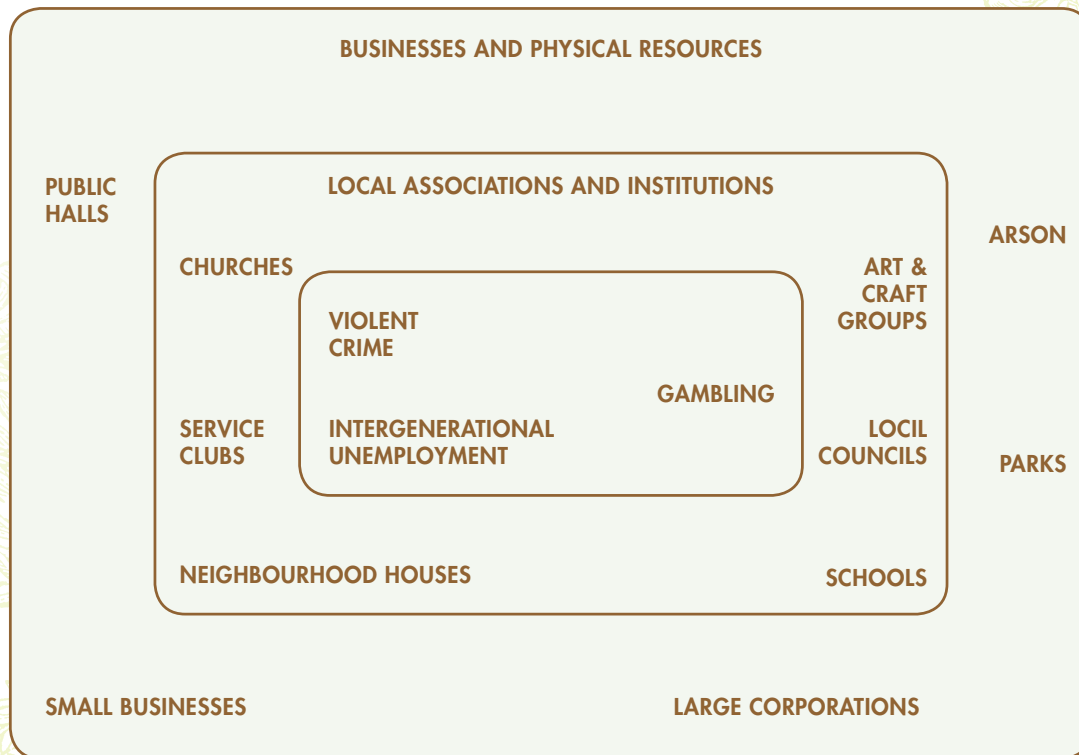 BUSINESSES AND PHYSICAL RESOURCES
PUBLIC
HALLS
LOCAL ASSOCIATIONS AND INSTITUTIONS
ARSON
CHURCHES
ART &
CRAFT
GROUPS
VIOLENT
CRIME
GAMBLING
SERVICE
CLUBS
INTERGENERATIONAL
UNEMPLOYMENT
LOCIL
COUNCILS
PARKS
NEIGHBOURHOOD HOUSES
SCHOOLS
SMALL BUSINESSES
LARGE CORPORATIONS